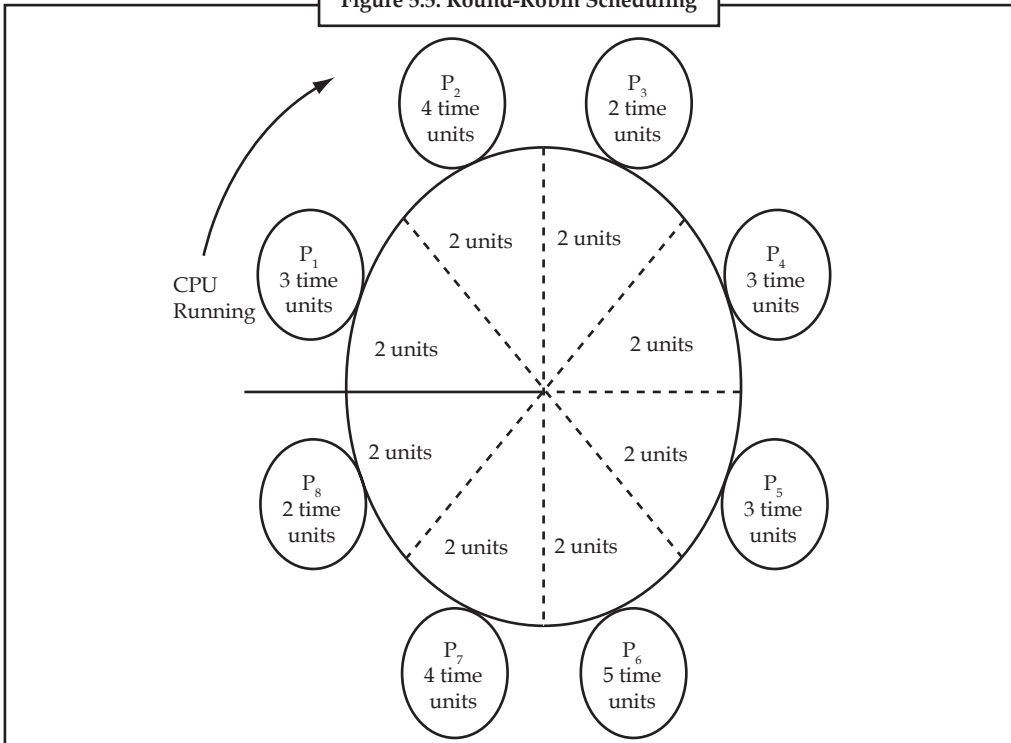 Figure 5.5. Round-Robin Scheduling
P₂
4 time
units
P₃
2 time
units
P₁
3 time
units
2 units
2 units
P₄
3 time
units
CPU
Running
2 units
2 units
2 units
2 units
P₈
2 time
units
P₅
3 time
units
2 units
2 units
P₇
4 time
units
P₆
5 time
units